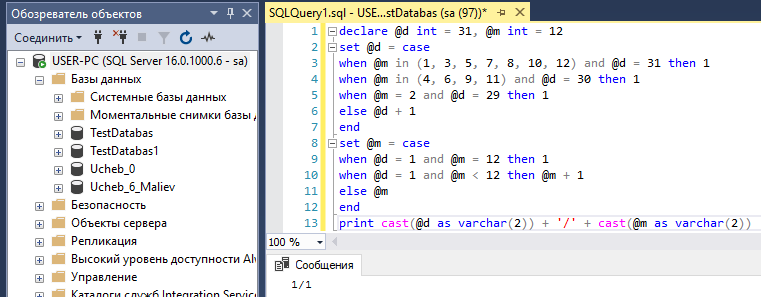 Обозреватель объектов
Соединить
USER-PC (SQL Server 16.0.1000.6 - sa)
Базы данных
Системные базы данных
Моментальные снимки базы д
TestDatabas
TestDatabas1
Ucheb_0
Ucheb_6_Maliev
Безопасность
Объекты сервера
Репликация
Высокий уровень доступности Al
Управление
Каталоги служб Integration Service
SQLQuery1.sql - USE...stDatabas (sa (97))*
1 declare @d int = 31, @m int = 12
2 set @d = case
3 when @m in (1, 3, 5, 7, 8, 10, 12) and @d = 31 then 1
4 when @m in (4, 6, 9, 11) and @d = 30 then 1
5 when @m = 2 and @d = 29 then 1
6 else @d + 1
7 end
8 set @m = case
9 when @d = 1 and @m = 12 then 1
10 when @d = 1 and @m < 12 then @m + 1
11 else @m
12 end
13 print cast(@d as varchar(2)) + '/' + cast(@m as varchar(2))
100 %
Сообщения
1/1